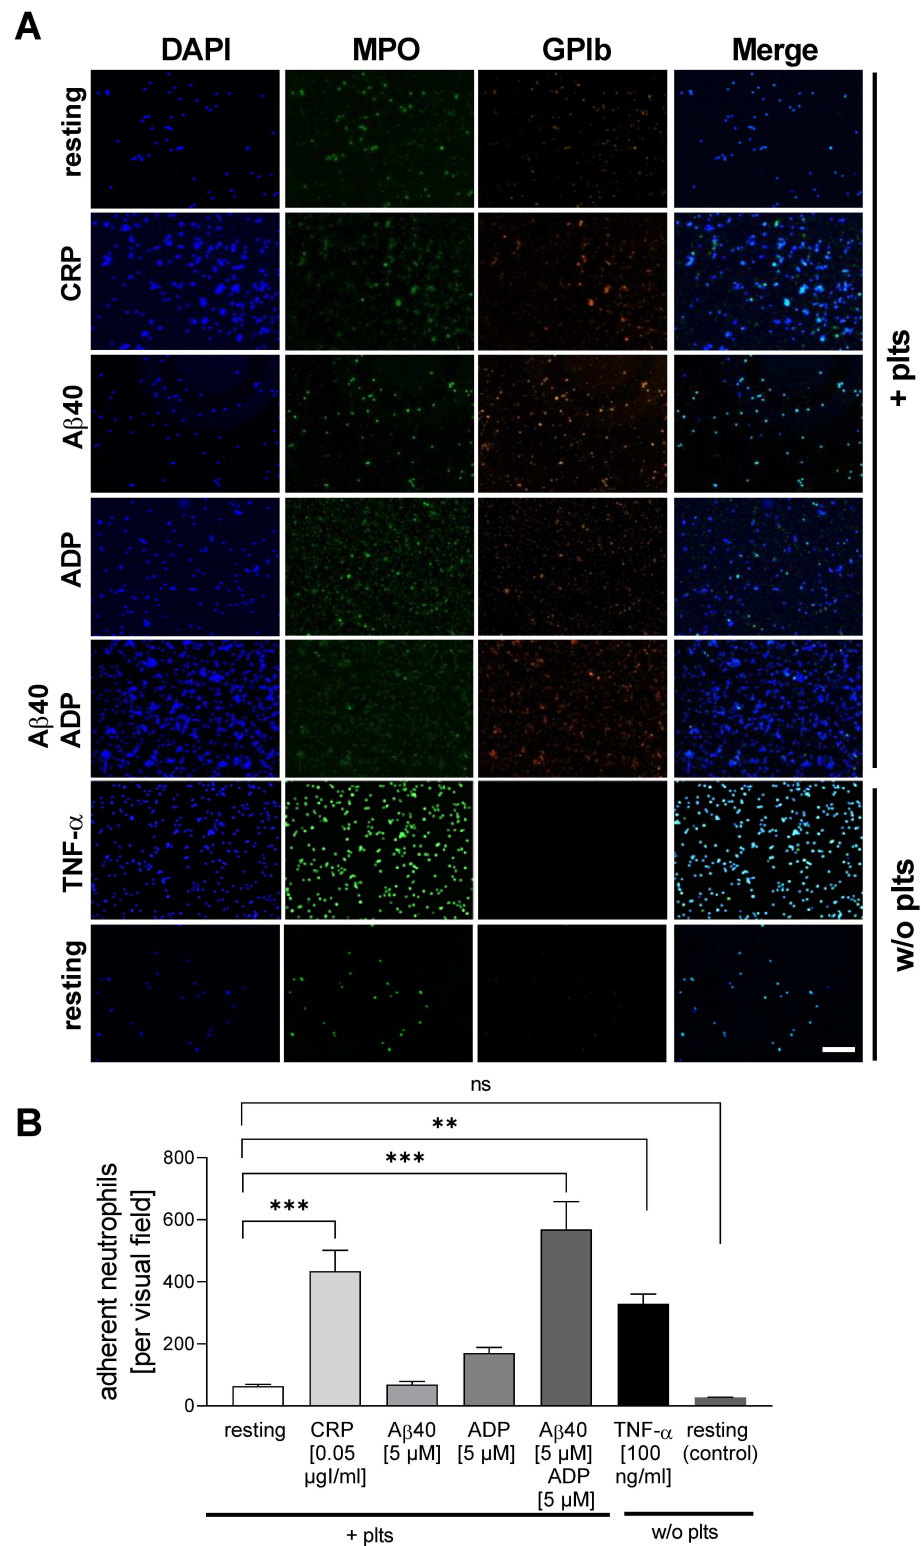 A
DAPI MPO GPIb Merge
resting
CRP
Aβ40
ADP
Aβ40
ADP
+ plts
TNF-α
resting
w/o plts
B
ns
**
***
***
adherent neutrophils
[per visual field]
800
600
400
200
0
resting CRP Aβ40 ADP Aβ40 TNF-α resting
[0.05 [5 µM] [5 µM] [5 µM] [100 (control)
µgl/ml] ADP ng/ml]
[5 µM]
+ plts w/o plts